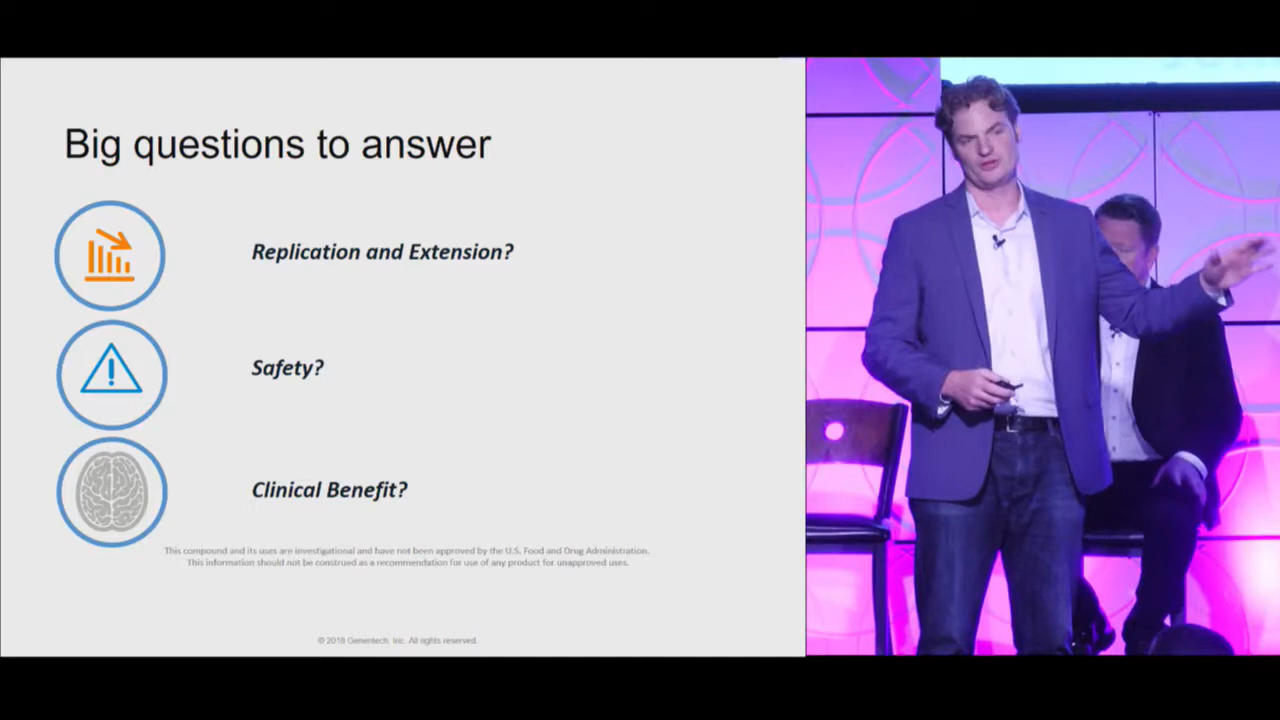 Big questions to answer
Replication and Extension?
Safety?
Clinical Benefit?
This compound and its uses are investigational and have not been approved by the U.S. Food and Drug Administration.
This information should not be construed as a recommendation for use of any product for unapproved uses.
© 2018 Genentech, Inc. All rights reserved.